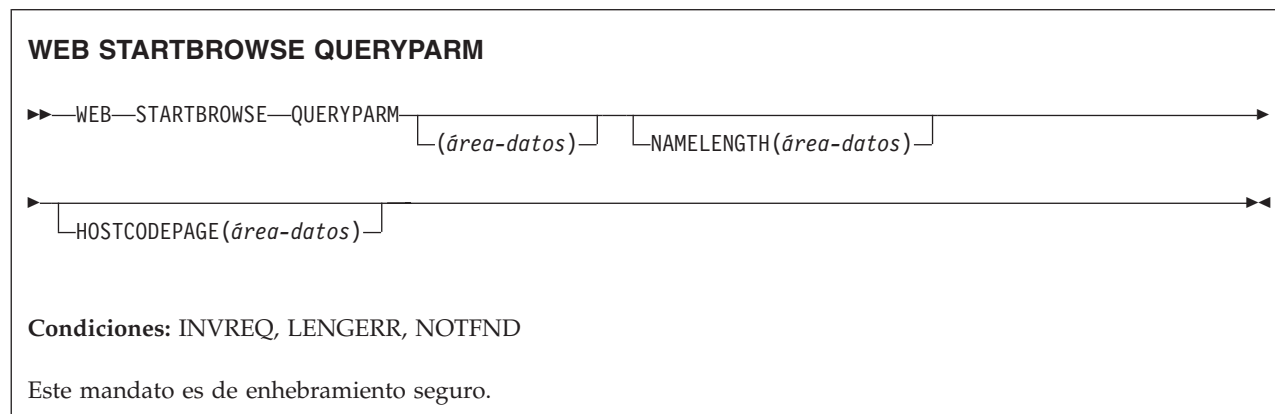 WEB STARTBROWSE QUERYPARM
WEB STARTBROWSE QUERYPARM
(área-datos) NAMELENGTH(área-datos)
HOSTCODEPAGE(área-datos)
Condiciones: INVREQ, LENGERR, NOTFND
Este mandato es de enhebramiento seguro.